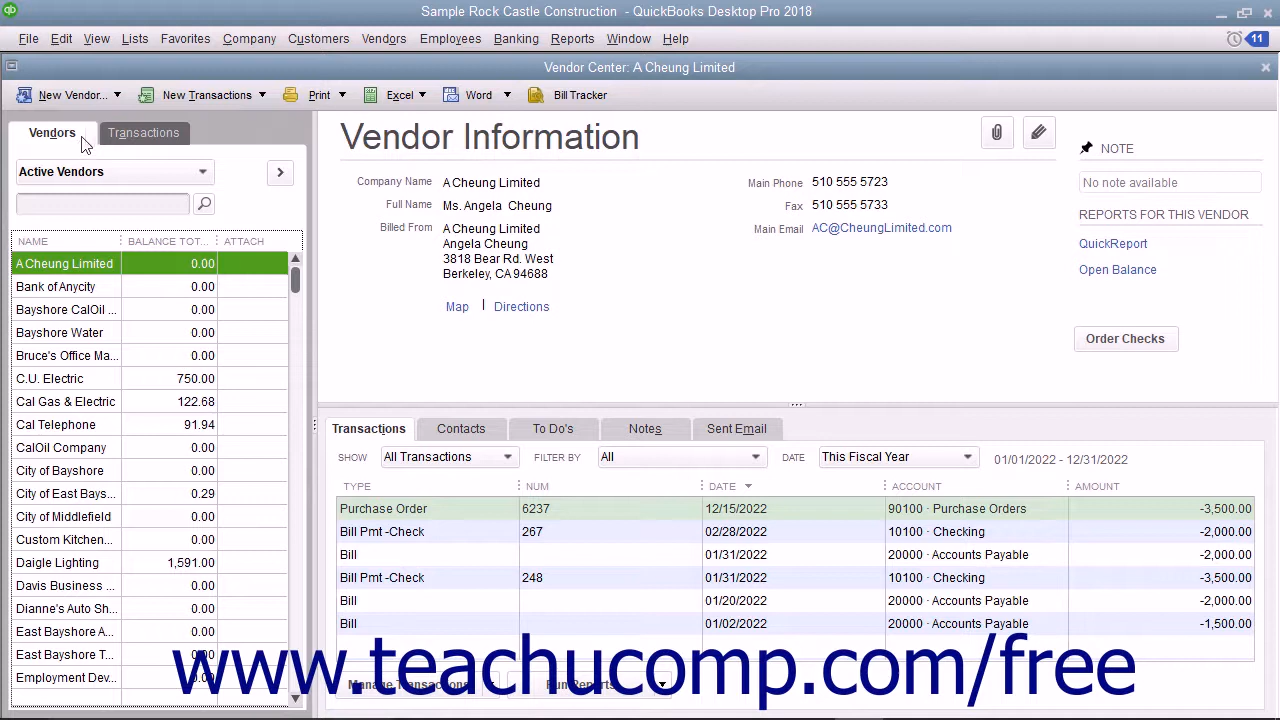 Sample Rock Castle Construction - QuickBooks Desktop Pro 2018
File Edit View Lists Favorites Company Customers Vendors Employees Banking Reports Window Help 11
Vendor Center: A Cheung Limited
New Vendor... New Transactions Print Excel Word Bill Tracker
Vendors Transactions
Active Vendors
NAME BALANCE TOT... ATTACH
A Cheung Limited 0.00
Bank of Anycity 0.00
Bayshore CalOil ... 0.00
Bayshore Water 0.00
Bruce's Office Ma... 0.00
C.U. Electric 750.00
Cal Gas & Electric 122.68
Cal Telephone 91.94
CalOil Company 0.00
City of Bayshore 0.00
City of East Bays... 0.29
City of Middlefield 0.00
Custom Kitchen... 0.00
Daigle Lighting 1,591.00
Davis Business ... 0.00
Dianne's Auto Sh... 0.00
East Bayshore A... 0.00
East Bayshore T... 0.00
Employment Dev... 0.00
Vendor Information
Company Name A Cheung Limited
Full Name Ms. Angela Cheung
Billed From A Cheung Limited
Angela Cheung
3818 Bear Rd. West
Berkeley, CA 94688
Map | Directions
Main Phone 510 555 5723
Fax 510 555 5733
Main Email AC@CheungLimited.com
NOTE
No note available
REPORTS FOR THIS VENDOR
QuickReport
Open Balance
Order Checks
Transactions Contacts To Do's Notes Sent Email
SHOW All Transactions FILTER BY All DATE This Fiscal Year 01/01/2022 - 12/31/2022
TYPE NUM DATE ACCOUNT AMOUNT
Purchase Order 6237 12/15/2022 90100 · Purchase Orders -3,500.00
Bill Pmt -Check 267 02/28/2022 10100 · Checking -2,000.00
Bill 01/31/2022 20000 · Accounts Payable -2,000.00
Bill Pmt -Check 248 01/31/2022 10100 · Checking -3,500.00
Bill 01/20/2022 20000 · Accounts Payable -2,000.00
Bill 01/02/2022 20000 · Accounts Payable -1,500.00
Manage Transactions Run Reports
www.teachucomp.com/free